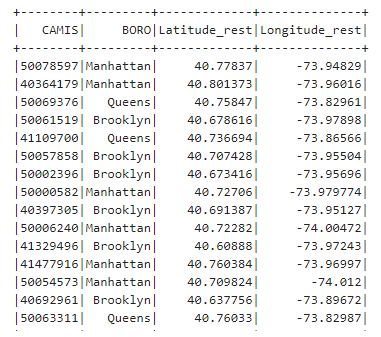 +--------+---------+-------------+--------------+
|   CAMIS|     BORO|Latitude_rest|Longitude_rest|
+--------+---------+-------------+--------------+
|50078597|Manhattan|     40.77837|     -73.94829|
|40364179|Manhattan|    40.801373|     -73.96016|
|50069376|   Queens|     40.75847|     -73.82961|
|50061519| Brooklyn|    40.678616|     -73.97898|
|41109700|   Queens|    40.736694|     -73.86566|
|50057858| Brooklyn|    40.707428|     -73.95504|
|50002396| Brooklyn|    40.673416|     -73.95696|
|50000582|Manhattan|     40.72706|    -73.979774|
|40397305| Brooklyn|    40.691387|     -73.95127|
|50006240|Manhattan|     40.72282|     -74.00472|
|41329496| Brooklyn|     40.60888|     -73.97243|
|41477916|Manhattan|    40.760384|     -73.96997|
|50054573|Manhattan|    40.709824|       -74.012|
|40692961| Brooklyn|    40.637756|     -73.89672|
|50063311|   Queens|     40.76033|     -73.82987|